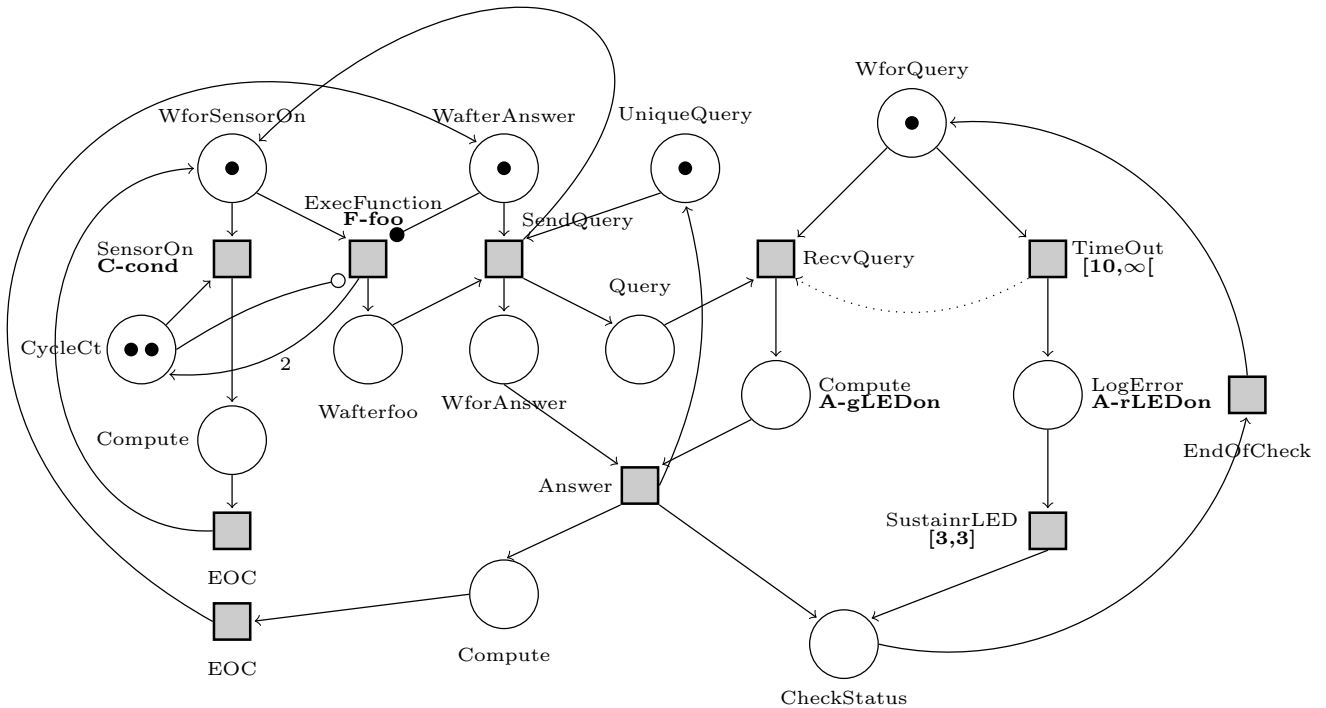 WforQuery
WforSensorOn
WafterAnswer
UniqueQuery
ExecFunction
F-foo
SendQuery
SensorOn
C-cond
RecvQuery
TimeOut
[10,∞[
Query
CycleCt
2
Wafterfoo
WforAnswer
Compute
A-gLEDon
LogError
A-rLEDon
Compute
EndOfCheck
Answer
SustainrLED
[3,3]
EOC
Compute
EOC
CheckStatus